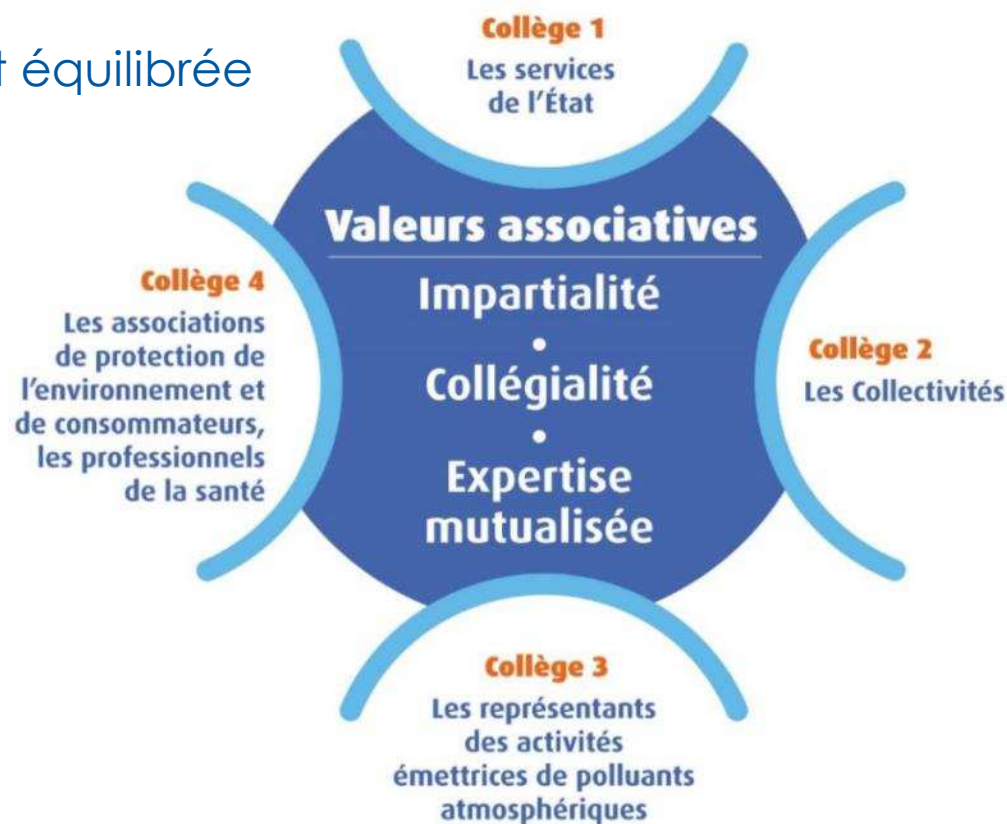 t équilibrée
Collège 1
Les services
de l'État
Valeurs associatives
Impartialité
•
Collégialité
•
Expertise
mutualisée
Collège 4
Les associations
de protection de
l'environnement et
de consommateurs,
les professionnels
de la santé
Collège 2
Les Collectivités
Collège 3
Les représentants
des activités
émettrices de polluants
atmosphériques